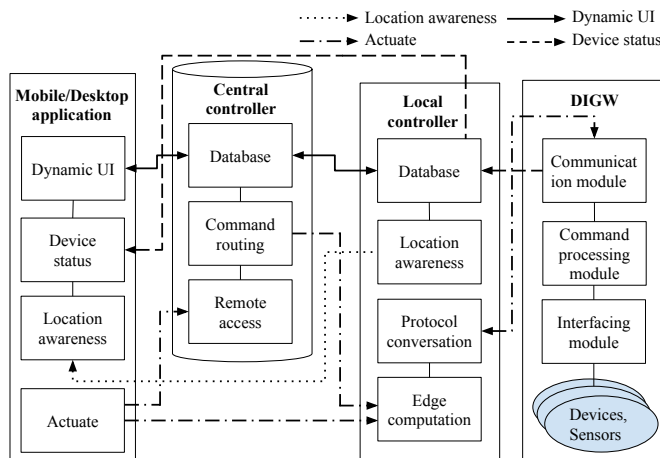 Location awareness
Dynamic UI
Actuate
Device status
Mobile/Desktop
application
Dynamic UI
Device
status
Location
awareness
Actuate
Central
controller
Database
Command
routing
Remote
access
Local
controller
Database
Location
awareness
Protocol
conversation
Edge
computation
DIGW
Communicat
ion module
Command
processing
module
Interfacing
module
Devices,
Sensors